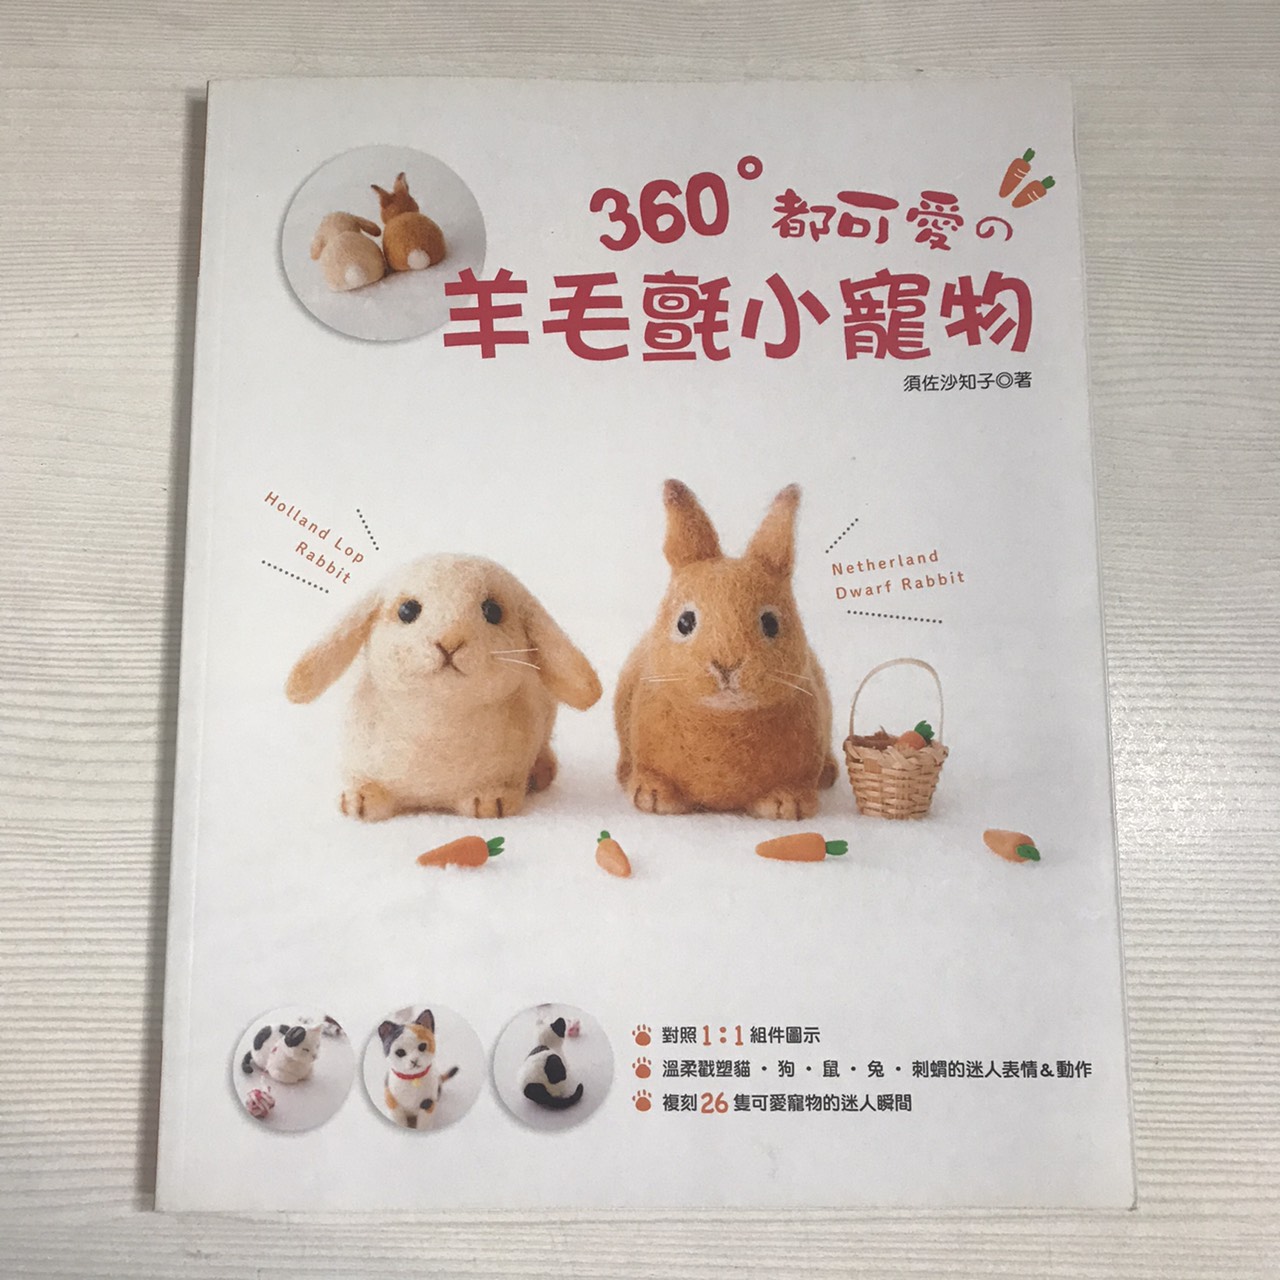 360°都可愛の
羊毛氈小寵物
須佐沙知子◎著
Holland Lop
Rabbit
Netherland
Dwarf Rabbit
對照1:1組件圖示
溫柔戳塑貓・狗・鼠・兔・刺蝟的迷人表情&動作
複刻26隻可愛寵物的迷人瞬間